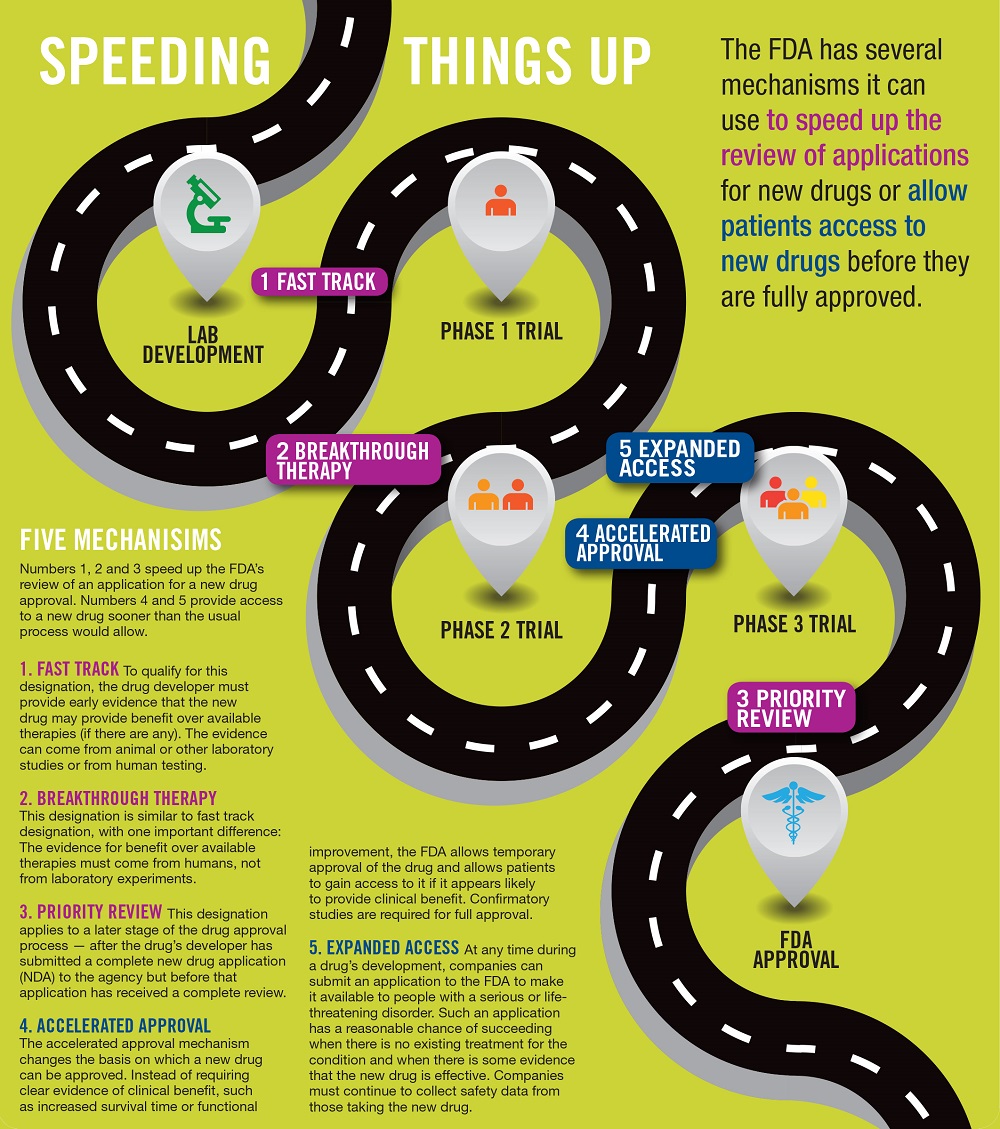 SPEEDING THINGS UP
The FDA has several
mechanisms it can
use to speed up the
review of applications
for new drugs or allow
patients access to
new drugs before they
are fully approved.
LAB
DEVELOPMENT
1 FAST TRACK
PHASE 1 TRIAL
2 BREAKTHROUGH
THERAPY
PHASE 2 TRIAL
5 EXPANDED
ACCESS
4 ACCELERATED
APPROVAL
PHASE 3 TRIAL
3 PRIORITY
REVIEW
FDA
APPROVAL
FIVE MECHANISIMS
Numbers 1, 2 and 3 speed up the FDA's
review of an application for a new drug
approval. Numbers 4 and 5 provide access
to a new drug sooner than the usual
process would allow.
1. FAST TRACK To qualify for this
designation, the drug developer must
provide early evidence that the new
drug may provide benefit over available
therapies (if there are any). The evidence
can come from animal or other laboratory
studies or from human testing.
2. BREAKTHROUGH THERAPY
This designation is similar to fast track
designation, with one important difference:
The evidence for benefit over available
therapies must come from humans, not
from laboratory experiments.
3. PRIORITY REVIEW This designation
applies to a later stage of the drug approval
process — after the drug's developer has
submitted a complete new drug application
(NDA) to the agency but before that
application has received a complete review.
4. ACCELERATED APPROVAL
The accelerated approval mechanism
changes the basis on which a new drug
can be approved. Instead of requiring
clear evidence of clinical benefit, such
as increased survival time or functional
improvement, the FDA allows temporary
approval of the drug and allows patients
to gain access to it if it appears likely
to provide clinical benefit. Confirmatory
studies are required for full approval.
5. EXPANDED ACCESS At any time during
a drug's development, companies can
submit an application to the FDA to make
it available to people with a serious or life-
threatening disorder. Such an application
has a reasonable chance of succeeding
when there is no existing treatment for the
condition and when there is some evidence
that the new drug is effective. Companies
must continue to collect safety data from
those taking the new drug.